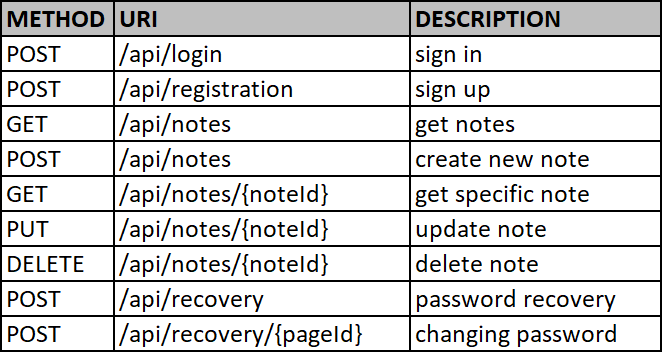 METHOD URI DESCRIPTION
POST /api/login sign in
POST /api/registration sign up
GET /api/notes get notes
POST /api/notes create new note
GET /api/notes/{noteId} get specific note
PUT /api/notes/{noteId} update note
DELETE /api/notes/{noteId} delete note
POST /api/recovery password recovery
POST /api/recovery/{pageId} changing password